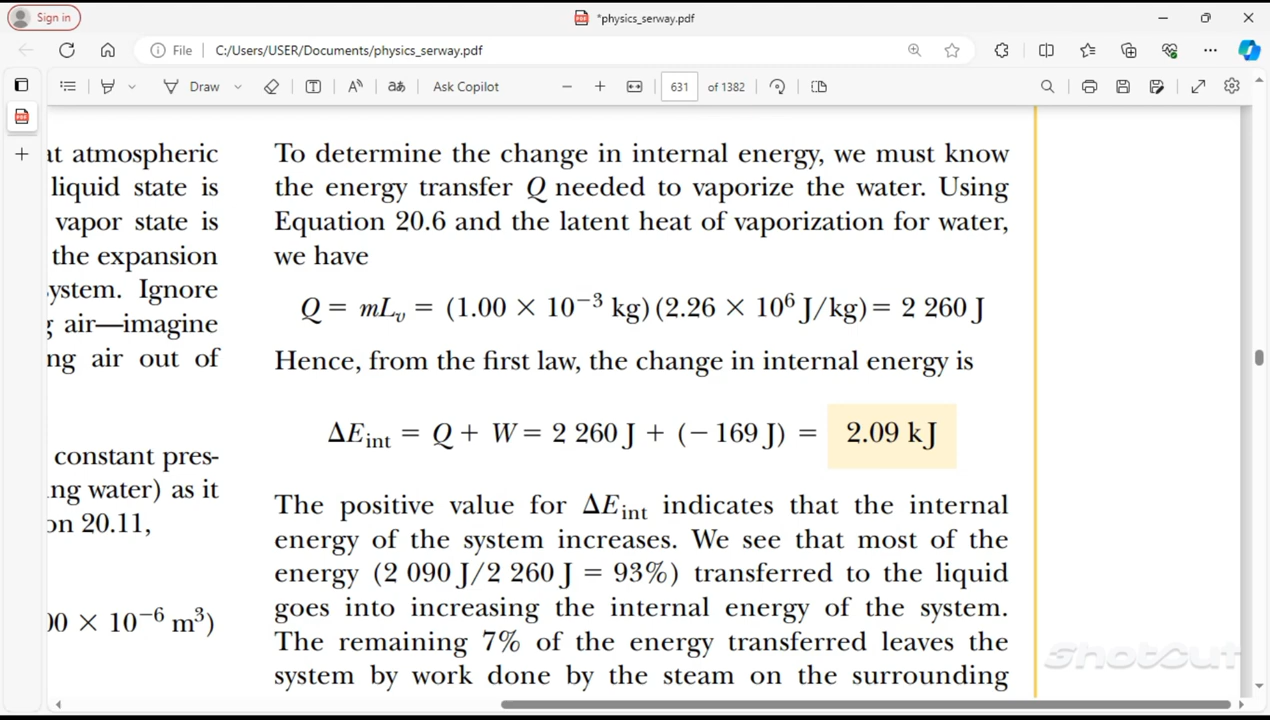 Sign in
*physics_serway.pdf
File C:/Users/USER/Documents/physics_serway.pdf
Draw aあ Ask Copilot 631 of 1382
at atmospheric
liquid state is
vapor state is
the expansion
ystem. Ignore
g air—imagine
ng air out of
constant pres-
ing water) as it
on 20.11,
00 × 10⁻⁶ m³)
To determine the change in internal energy, we must know
the energy transfer Q needed to vaporize the water. Using
Equation 20.6 and the latent heat of vaporization for water,
we have
Q = mLᵥ = (1.00 × 10⁻³ kg)(2.26 × 10⁶ J/kg) = 2 260 J
Hence, from the first law, the change in internal energy is
ΔE_int = Q + W = 2 260 J + (− 169 J) = 2.09 kJ
The positive value for ΔE_int indicates that the internal
energy of the system increases. We see that most of the
energy (2 090 J/2 260 J = 93%) transferred to the liquid
goes into increasing the internal energy of the system.
The remaining 7% of the energy transferred leaves the
system by work done by the steam on the surrounding
Shotcut